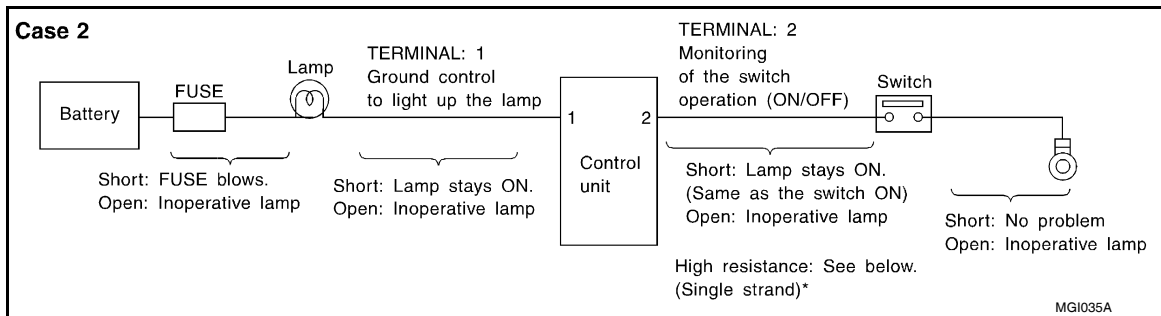 Case 2
Battery
FUSE
Lamp
TERMINAL: 1
Ground control
to light up the lamp
1
2
Control
unit
TERMINAL: 2
Monitoring
of the switch
operation (ON/OFF)
Switch
Short: FUSE blows.
Open: Inoperative lamp
Short: Lamp stays ON.
Open: Inoperative lamp
Short: Lamp stays ON.
(Same as the switch ON)
Open: Inoperative lamp
High resistance: See below.
(Single strand)*
Short: No problem
Open: Inoperative lamp
MGI035A